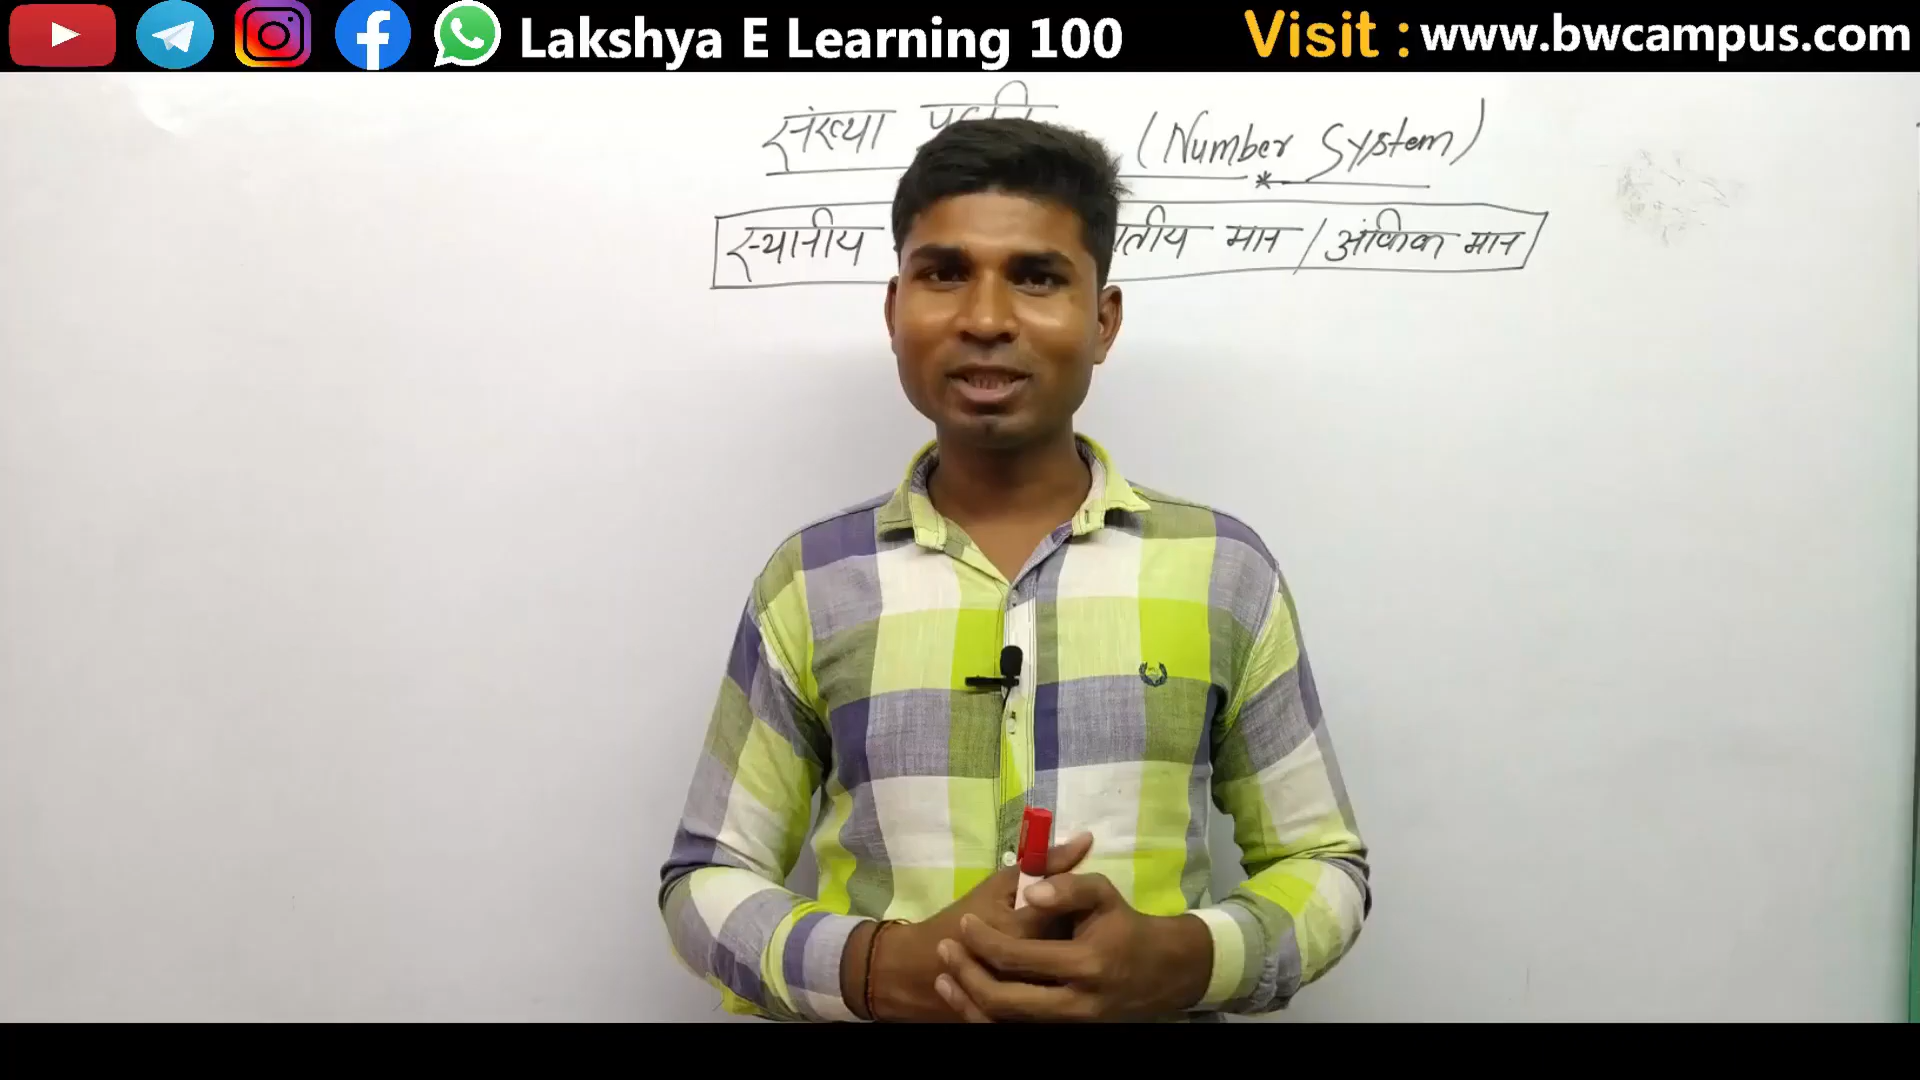 Lakshya E Learning 100
Visit : www.bwcampus.com
संख्या (Number System)
स्थानीय मान / आंकिक मान